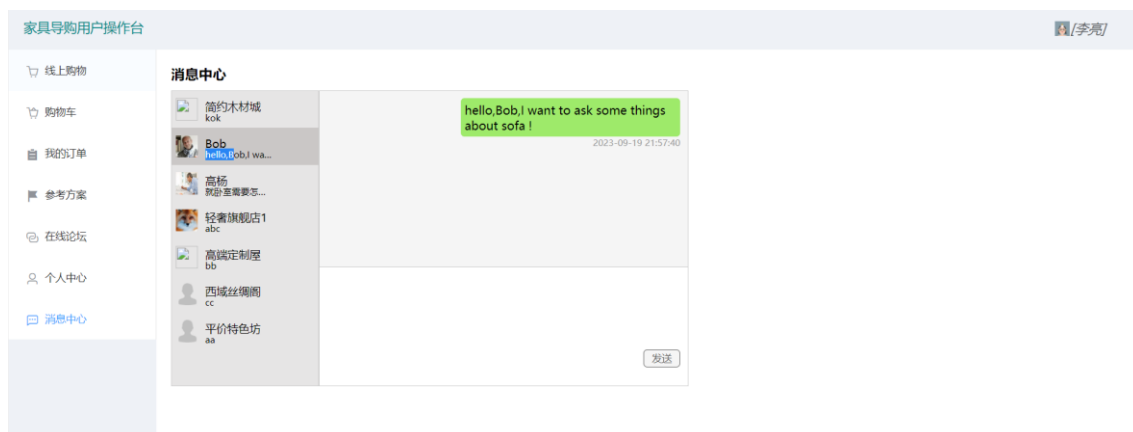 家具导购用户操作台
[李亮]
线上购物
购物车
我的订单
参考方案
在线论坛
个人中心
消息中心
消息中心
简约木材城
kok
Bob
hello,Bob,I wa...
高杨
就卧室需要怎...
轻奢旗舰店1
abc
高端定制屋
bb
西域丝绸阁
cc
平价特色坊
aa
hello,Bob,I want to ask some things
about sofa !
2023-09-19 21:57:40
发送